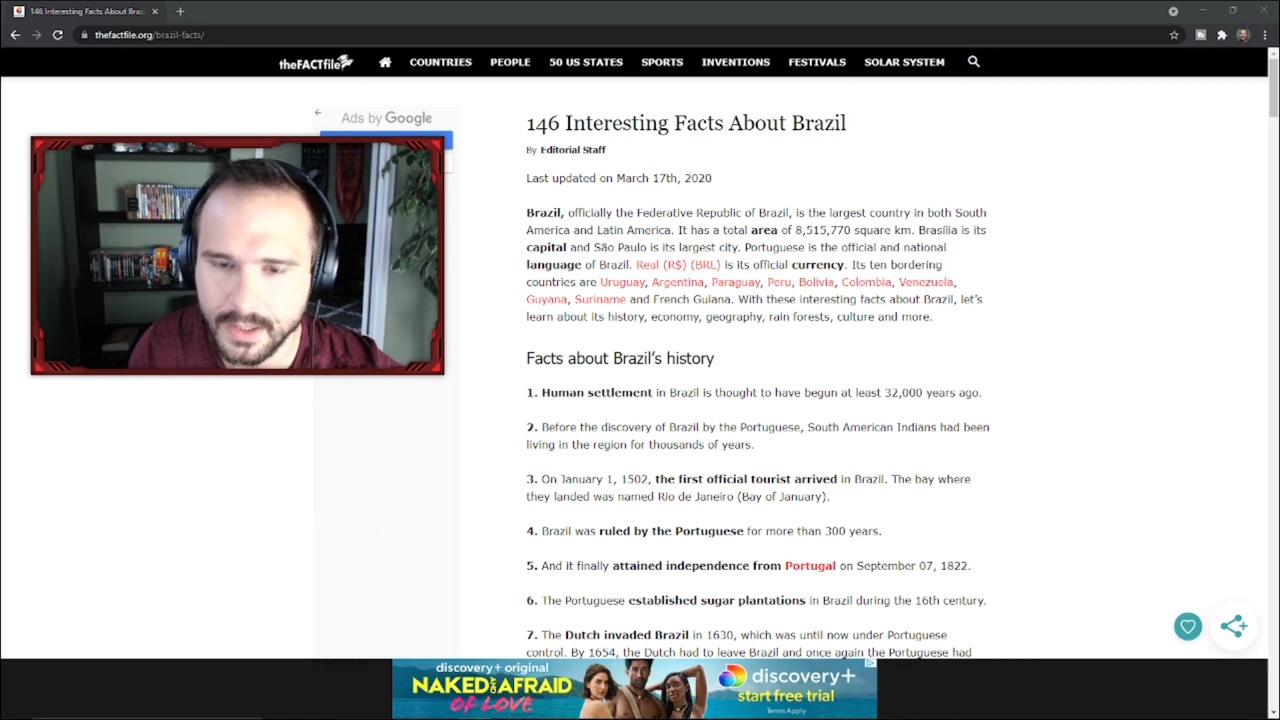 146 Interesting Facts About Braz
thefactfile.org/brazil-facts/
theFACTfile
COUNTRIES
PEOPLE
50 US STATES
SPORTS
INVENTIONS
FESTIVALS
SOLAR SYSTEM
Ads by Google
146 Interesting Facts About Brazil
By Editorial Staff
Last updated on March 17th, 2020
Brazil, officially the Federative Republic of Brazil, is the largest country in both South
America and Latin America. It has a total area of 8,515,770 square km. Brasília is its
capital and São Paulo is its largest city. Portuguese is the official and national
language of Brazil. Real (R$) (BRL) is its official currency. Its ten bordering
countries are Uruguay, Argentina, Paraguay, Peru, Bolivia, Colombia, Venezuela,
Guyana, Suriname and French Guiana. With these interesting facts about Brazil, let's
learn about its history, economy, geography, rain forests, culture and more.
Facts about Brazil's history
1. Human settlement in Brazil is thought to have begun at least 32,000 years ago.
2. Before the discovery of Brazil by the Portuguese, South American Indians had been
living in the region for thousands of years.
3. On January 1, 1502, the first official tourist arrived in Brazil. The bay where
they landed was named Rio de Janeiro (Bay of January).
4. Brazil was ruled by the Portuguese for more than 300 years.
5. And it finally attained independence from Portugal on September 07, 1822.
6. The Portuguese established sugar plantations in Brazil during the 16th century.
7. The Dutch invaded Brazil in 1630, which was until now under Portuguese
control. By 1654, the Dutch had to leave Brazil and once again the Portuguese had
discovery+ original
NAKED AND AFRAID
OF LOVE
discovery+
start free trial
Terms Apply